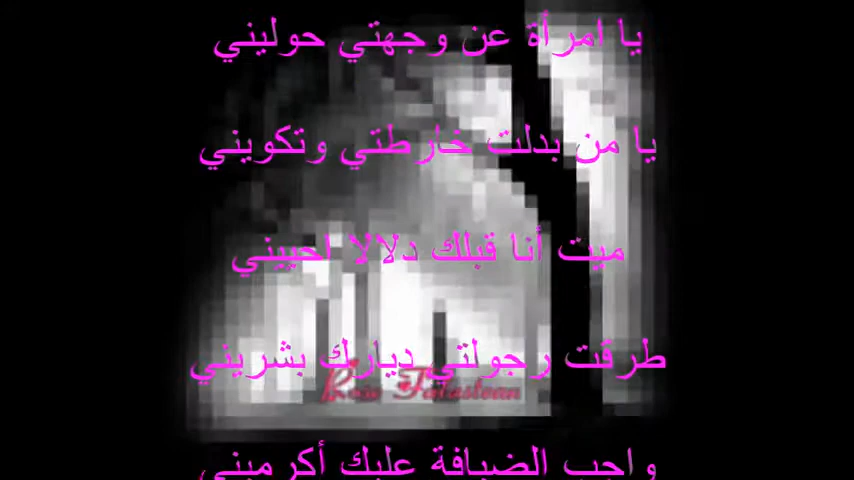 يا امرأة عن وجهتي حوليني
يا من بدلت خارطتي وتكويني
ميت أنا قبلك دلالا احييني
طرقت رجولتي ديارك بشريني
واجب الضيافة عليك أكرميني